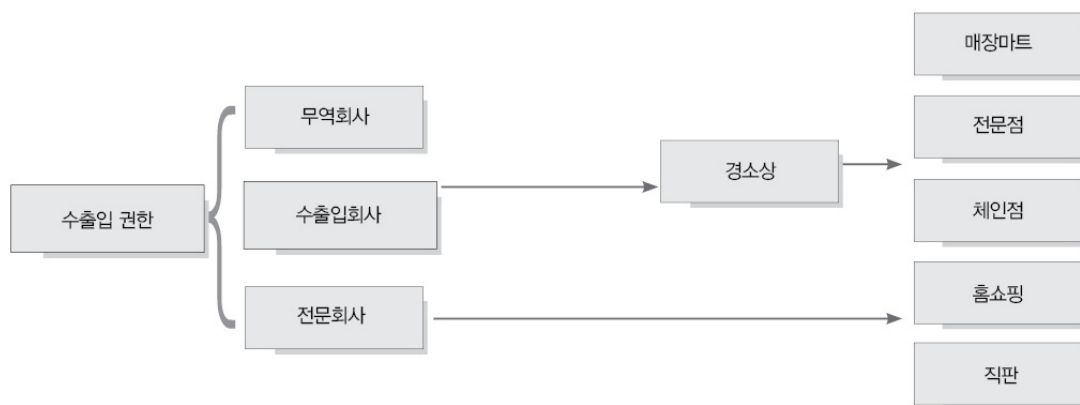 수출입 권한
무역회사
수출입회사
전문회사
경소상
매장마트
전문점
체인점
홈쇼핑
직판